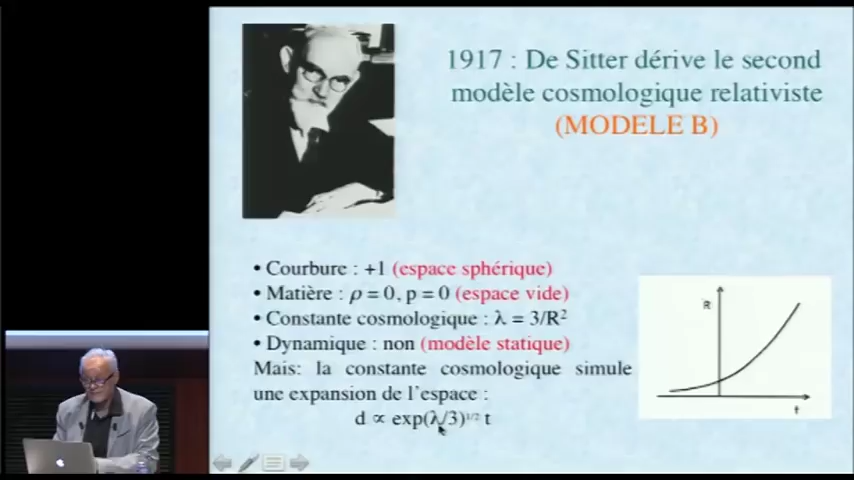 1917 : De Sitter dérive le second
modèle cosmologique relativiste
(MODELE B)
• Courbure : +1 (espace sphérique)
• Matière : ρ = 0, p = 0 (espace vide)
• Constante cosmologique : λ = 3/R²
• Dynamique : non (modèle statique)
Mais: la constante cosmologique simule
une expansion de l'espace :
d ∝ exp(λ/3)¹/² t
R
t